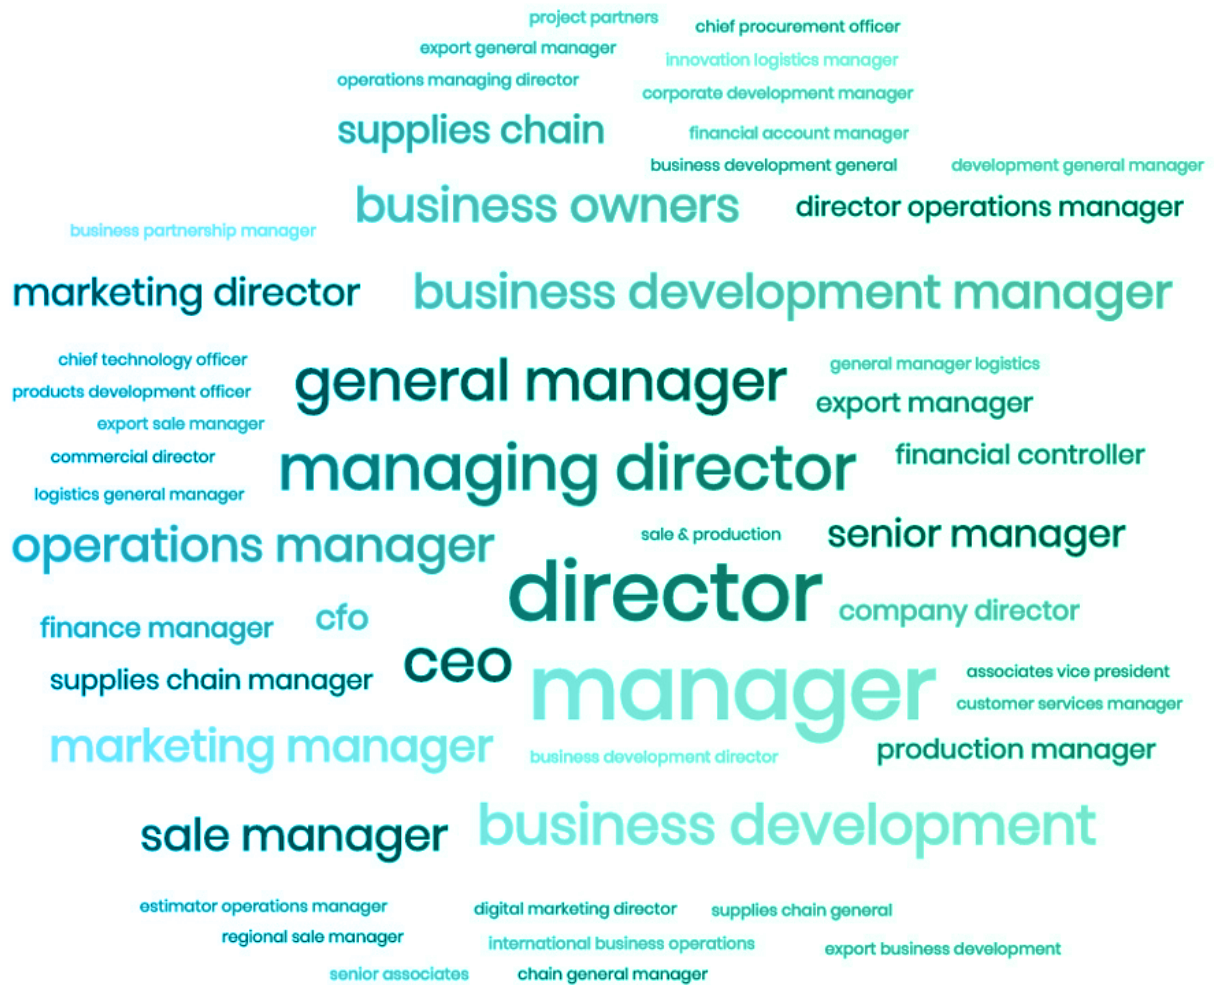 project partners
chief procurement officer
export general manager
innovation logistics manager
operations managing director
corporate development manager
supplies chain
financial account manager
business development general
development general manager
business owners
director operations manager
business partnership manager
marketing director
business development manager
chief technology officer
general manager
general manager logistics
products development officer
export manager
export sale manager
commercial director
managing director
financial controller
logistics general manager
operations manager
sale & production
senior manager
director
company director
finance manager
cfo
ceo
manager
associates vice president
supplies chain manager
customer services manager
marketing manager
business development director
production manager
sale manager
business development
estimator operations manager
digital marketing director
supplies chain general
regional sale manager
international business operations
export business development
senior associates
chain general manager